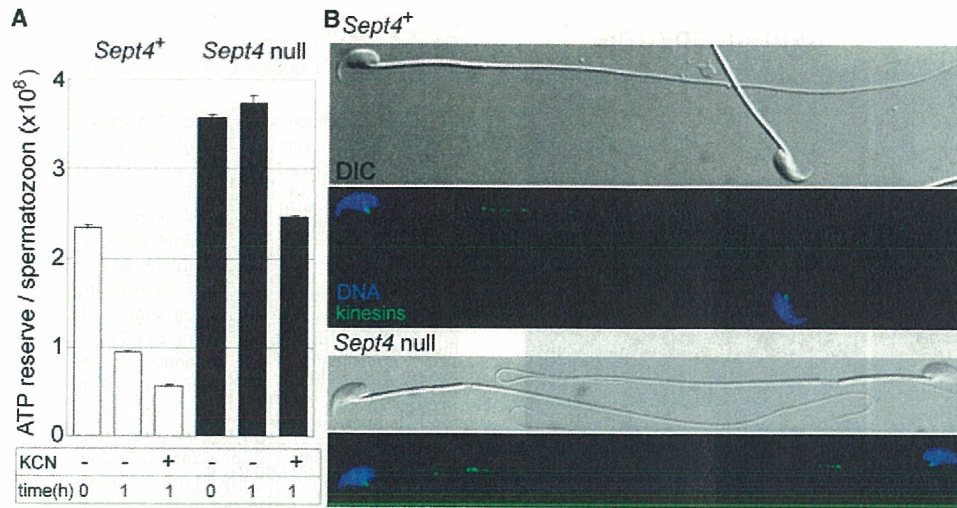 A
Sept4+ Sept4 null
ATP reserve / spermatozoon (x10⁸)
4
3
2
1
0
KCN - - + - - +
time(h) 0 1 1 0 1 1
B
Sept4+
DIC
DNA
kinesins
Sept4 null